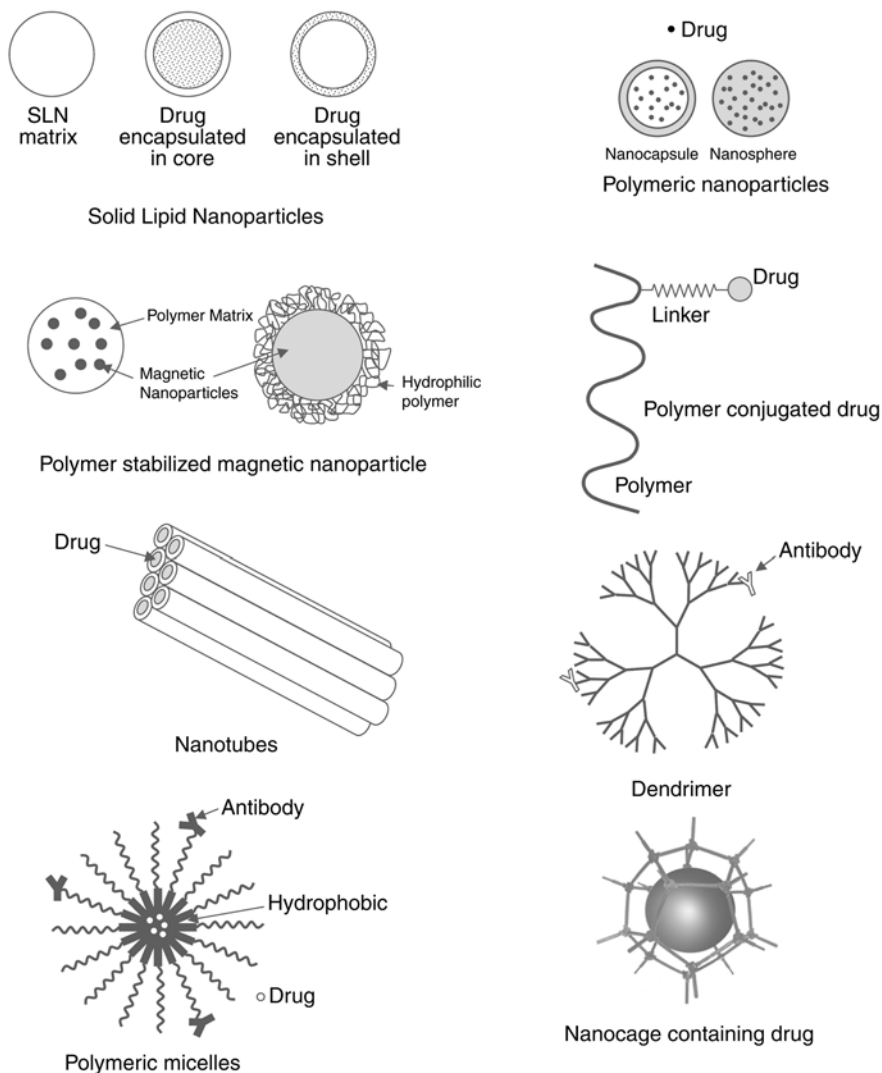 SLN
matrix
Drug
encapsulated
in core
Drug
encapsulated
in shell
Solid Lipid Nanoparticles
• Drug
Nanocapsule
Nanosphere
Polymeric nanoparticles
Polymer Matrix
Magnetic
Nanoparticles
Hydrophilic
polymer
Polymer stabilized magnetic nanoparticle
Drug
Linker
Polymer conjugated drug
Polymer
Drug
Nanotubes
Antibody
Dendrimer
Antibody
Hydrophobic
Drug
Polymeric micelles
Nanocage containing drug